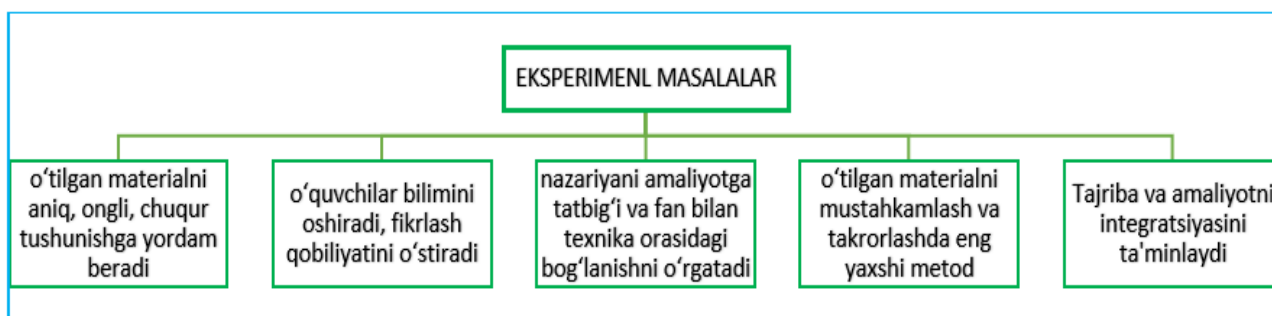 EKSPERIMENL MASALALAR
o‘tilgan materialni
aniq, ongli, chuqur
tushunishga yordam
beradi
o‘quvchilar bilimini
oshiradi, fikrlash
qobiliyatini o‘stiradi
nazariyani amaliyotga
tatbig‘i va fan bilan
texnika orasidagi
bog‘lanishni o‘rgatadi
o‘tilgan materialni
mustahkamlash va
takrorlashda eng
yaxshi metod
Tajriba va amaliyotni
integratsiyasini
ta'minlaydi